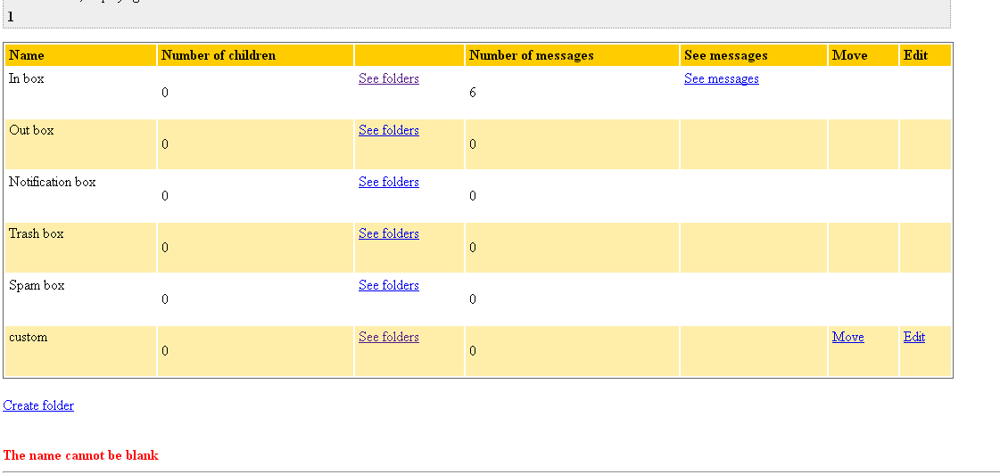 1
Name Number of children Number of messages See messages Move Edit
In box 0 See folders 6 See messages
Out box 0 See folders 0
Notification box 0 See folders 0
Trash box 0 See folders 0
Spam box 0 See folders 0
custom 0 See folders 0 Move Edit
Create folder
The name cannot be blank